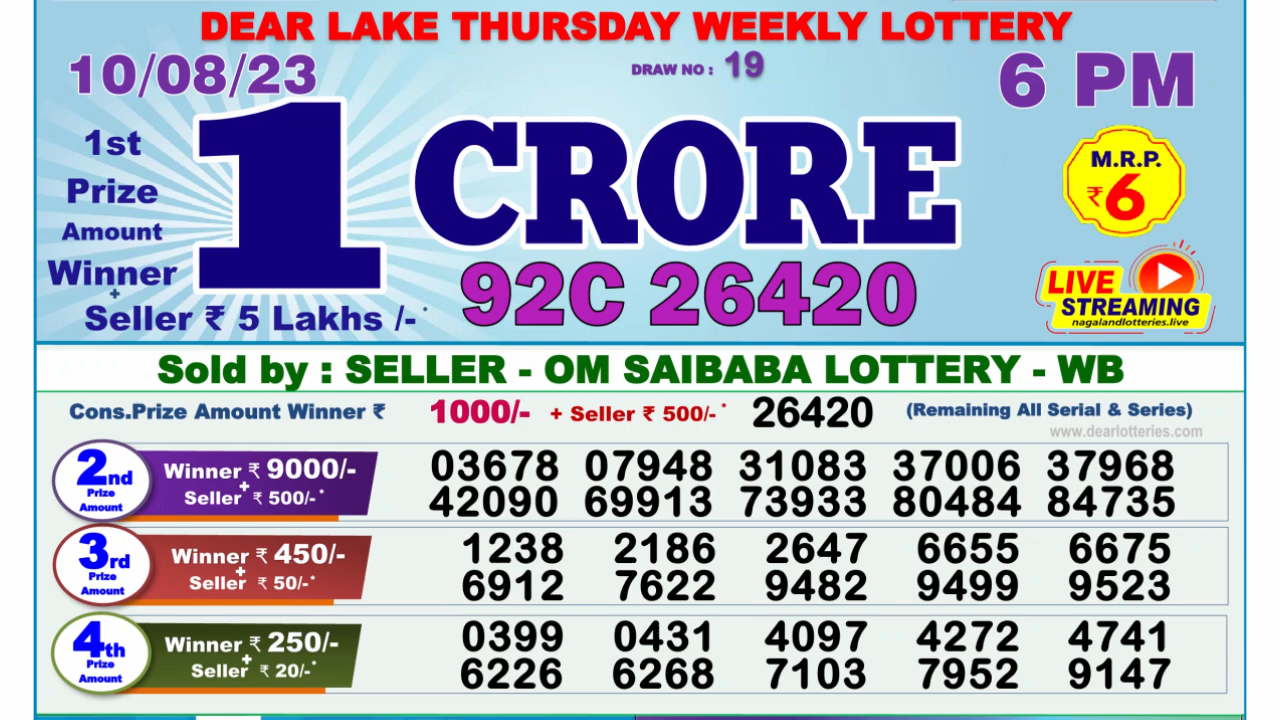 DEAR LAKE THURSDAY WEEKLY LOTTERY
10/08/23
DRAW NO : 19
6 PM
1st
Prize
Amount
Winner
+
Seller ₹ 5 Lakhs /-*
1 CRORE
92C 26420
M.R.P.
₹6
LIVE
STREAMING
nagalandlotteries.live
Sold by : SELLER - OM SAIBABA LOTTERY - WB
Cons.Prize Amount Winner ₹ 1000/- + Seller ₹ 500/-* 26420 (Remaining All Serial & Series)
www.dearlotteries.com
2nd
Prize
Amount
Winner ₹ 9000/-
+
Seller ₹ 500/-*
03678 07948 31083 37006 37968
42090 69913 73933 80484 84735
3rd
Prize
Amount
Winner ₹ 450/-
+
Seller ₹ 50/-*
1238 2186 2647 6655 6675
6912 7622 9482 9499 9523
4th
Prize
Amount
Winner ₹ 250/-
+
Seller ₹ 20/-*
0399 0431 4097 4272 4741
6226 6268 7103 7952 9147